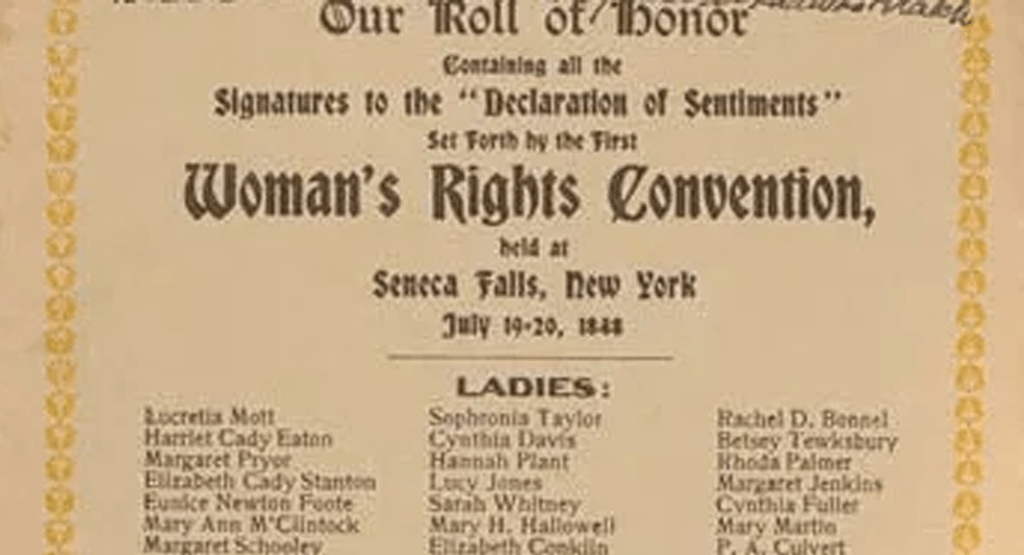 Our Roll of Honor
Containing all the
Signatures to the "Declaration of Sentiments"
Set Forth by the First
Woman's Rights Convention,
held at
Seneca Falls, New York
July 19-20, 1848
LADIES:
Lucretia Mott
Harriet Cady Eaton
Margaret Pryor
Elizabeth Cady Stanton
Eunice Newton Foote
Mary Ann M'Clintock
Margaret Schooley
Sophronia Taylor
Cynthia Davis
Hannah Plant
Lucy Jones
Sarah Whitney
Mary H. Hallowell
Elizabeth Conklin
Rachel D. Bonnel
Betsey Tewksbury
Rhoda Palmer
Margaret Jenkins
Cynthia Fuller
Mary Martin
P. A. Culvert